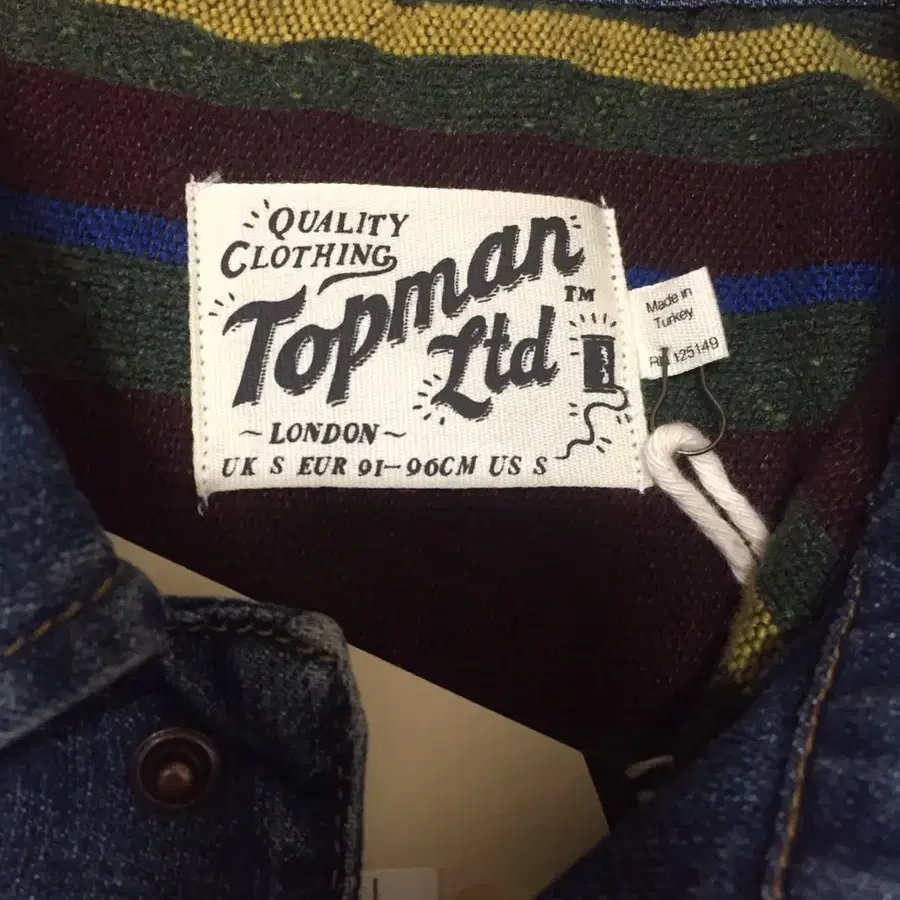 QUALITY
CLOTHING
Topman
Ltd
TM
~LONDON~
UK S EUR 91-96CM US S
Made in
Turkey
125149